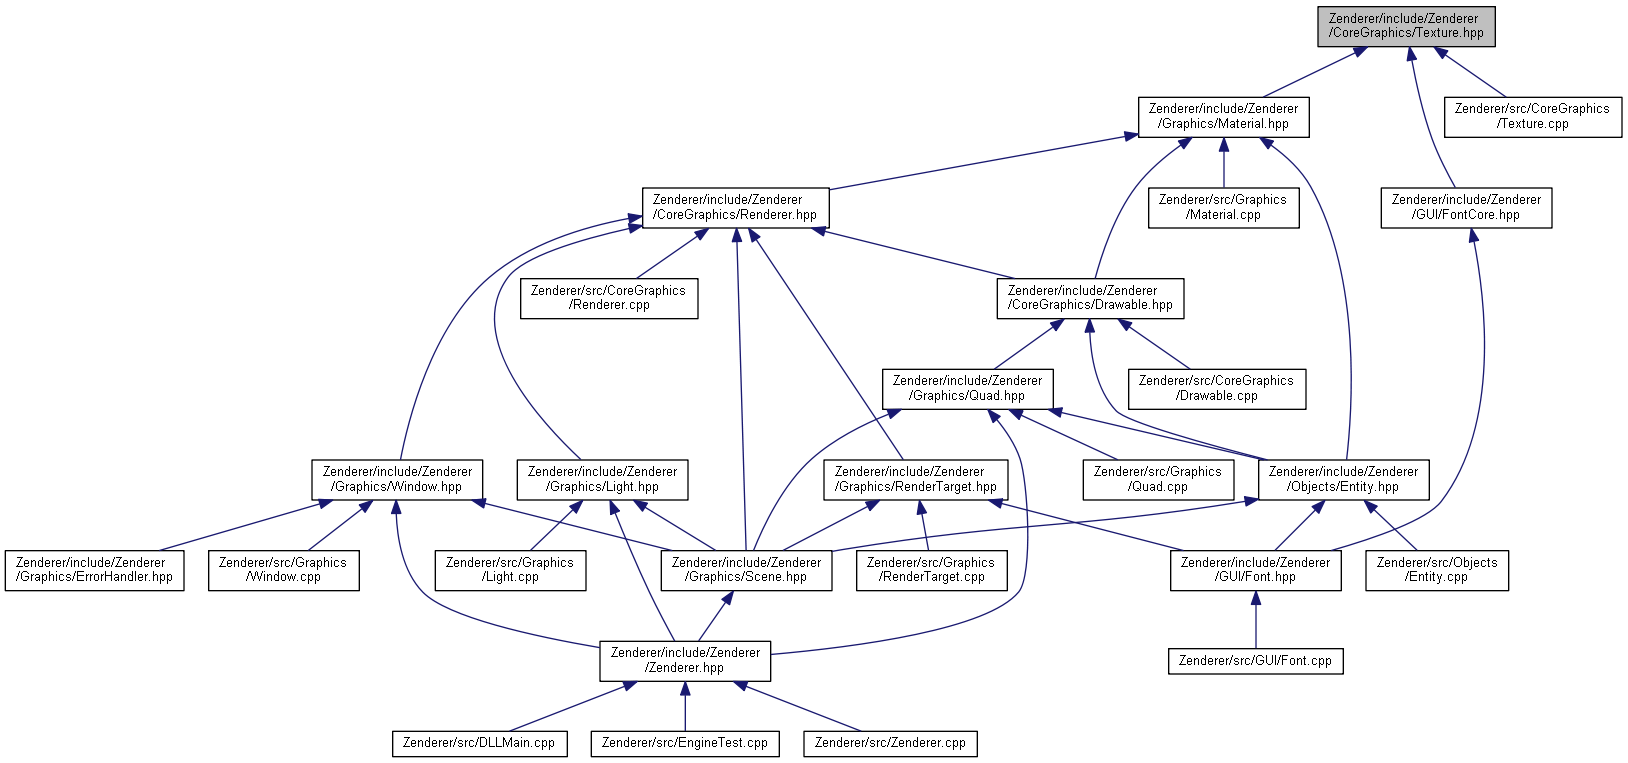 Zenderer/include/Zenderer
/CoreGraphics/Texture.hpp
Zenderer/include/Zenderer
/Graphics/Material.hpp
Zenderer/src/CoreGraphics
/Texture.cpp
Zenderer/include/Zenderer
/CoreGraphics/Renderer.hpp
Zenderer/src/Graphics
/Material.cpp
Zenderer/include/Zenderer
/GUI/FontCore.hpp
Zenderer/src/CoreGraphics
/Renderer.cpp
Zenderer/include/Zenderer
/CoreGraphics/Drawable.hpp
Zenderer/include/Zenderer
/Graphics/Quad.hpp
Zenderer/src/CoreGraphics
/Drawable.cpp
Zenderer/include/Zenderer
/Graphics/Window.hpp
Zenderer/include/Zenderer
/Graphics/Light.hpp
Zenderer/include/Zenderer
/Graphics/RenderTarget.hpp
Zenderer/src/Graphics
/Quad.cpp
Zenderer/include/Zenderer
/Objects/Entity.hpp
Zenderer/include/Zenderer
/Graphics/ErrorHandler.hpp
Zenderer/src/Graphics
/Window.cpp
Zenderer/src/Graphics
/Light.cpp
Zenderer/include/Zenderer
/Graphics/Scene.hpp
Zenderer/src/Graphics
/RenderTarget.cpp
Zenderer/include/Zenderer
/GUI/Font.hpp
Zenderer/src/Objects
/Entity.cpp
Zenderer/include/Zenderer
/Zenderer.hpp
Zenderer/src/GUI/Font.cpp
Zenderer/src/DLLMain.cpp
Zenderer/src/EngineTest.cpp
Zenderer/src/Zenderer.cpp